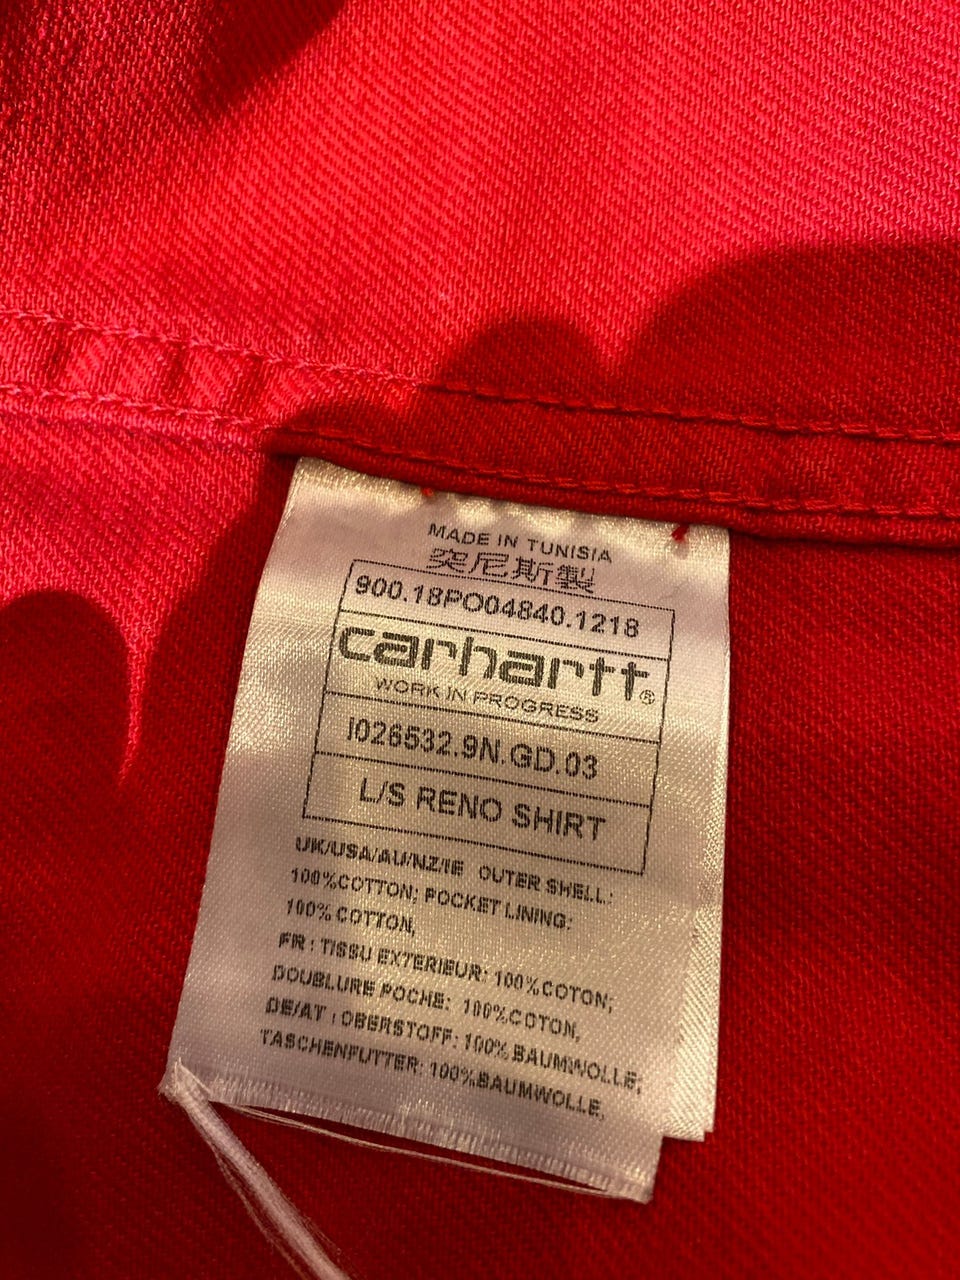 MADE IN TUNISIA
突尼斯製
900.18PO04840.1218
carhartt®
WORK IN PROGRESS
I026532.9N.GD.03
L/S RENO SHIRT
UK/USA/AU/NZ/IE OUTER SHELL:
100%COTTON; POCKET LINING:
100% COTTON,
FR : TISSU EXTERIEUR: 100%COTON;
DOUBLURE POCHE: 100%COTON,
DE/AT : OBERSTOFF: 100% BAUMWOLLE;
TASCHENFUTTER: 100%BAUMWOLLE,